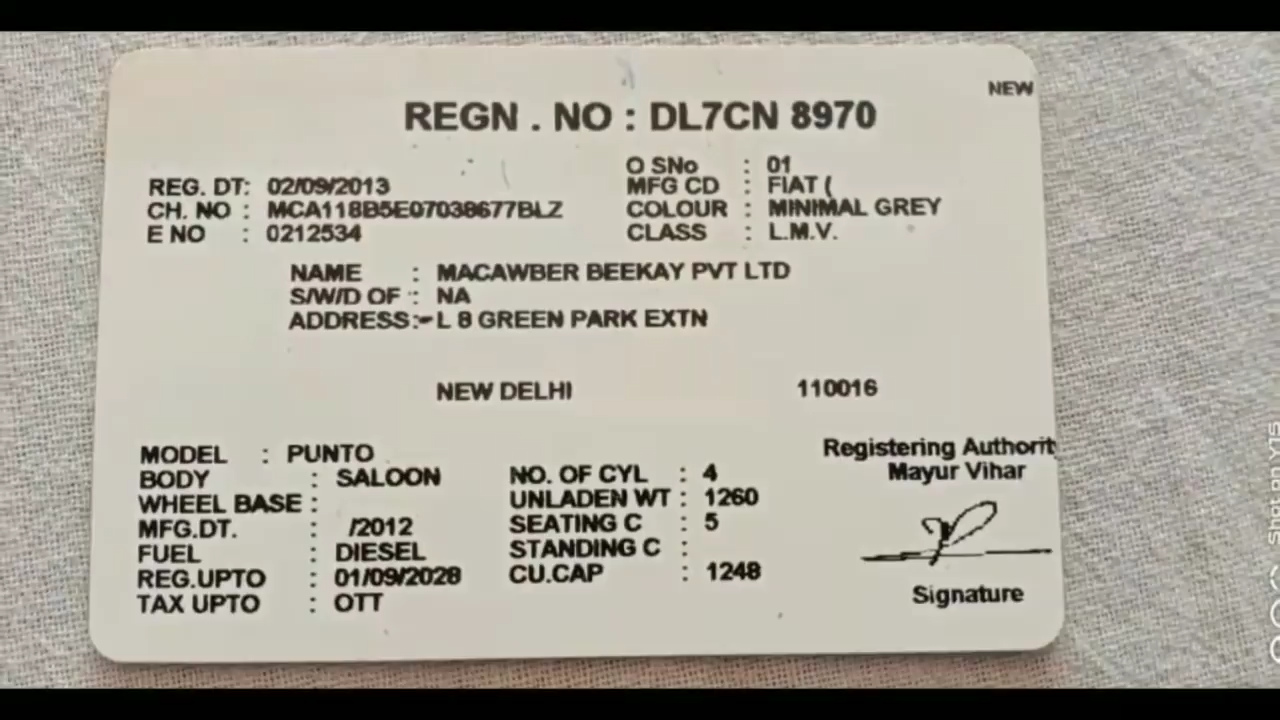 NEW
REGN . NO : DL7CN 8970
O SNo : 01
REG. DT: 02/09/2013 MFG CD : FIAT (
CH. NO : MCA118B5E07038677BLZ COLOUR : MINIMAL GREY
E NO : 0212534 CLASS : L.M.V.
NAME : MACAWBER BEEKAY PVT LTD
S/W/D OF : NA
ADDRESS:- L 8 GREEN PARK EXTN
NEW DELHI 110016
MODEL : PUNTO Registering Authorit
BODY : SALOON NO. OF CYL : 4 Mayur Vihar
WHEEL BASE : UNLADEN WT : 1260
MFG.DT. : /2012 SEATING C : 5
FUEL : DIESEL STANDING C :
REG.UPTO : 01/09/2028 CU.CAP : 1248
TAX UPTO : OTT Signature